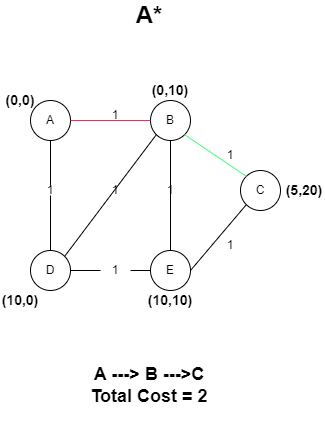 A*
(0,0)
(0,10)
A
1
B
1
C
(5,20)
1
1
1
1
D
1
E
(10,0)
(10,10)
A ---> B --->C
Total Cost = 2